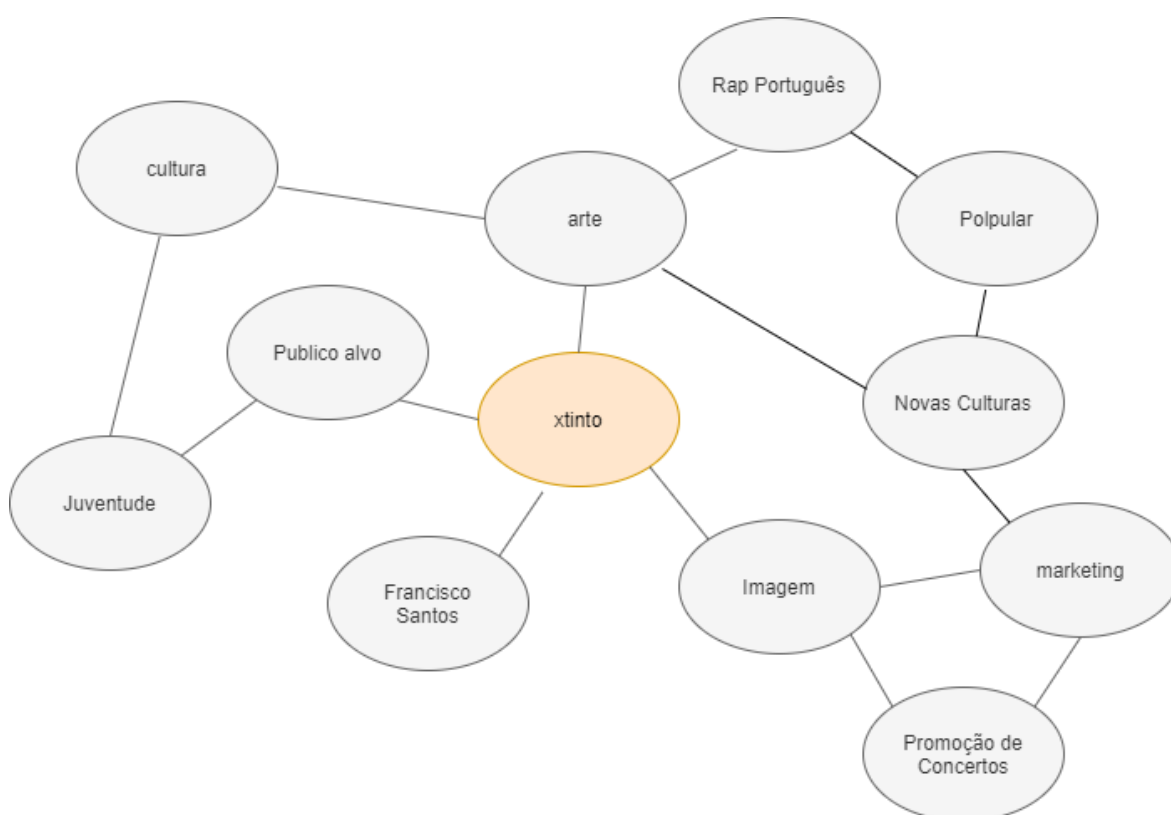 Rap Português
cultura
arte
Polpular
Publico alvo
Novas Culturas
xtinto
Juventude
marketing
Francisco
Santos
Imagem
Promoção de
Concertos